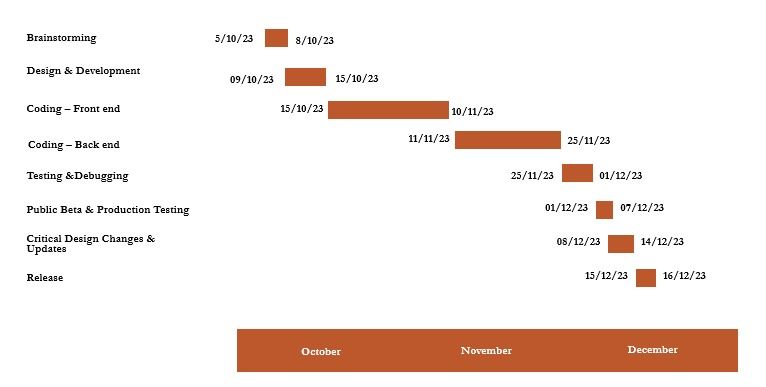 Brainstorming 5/10/23 8/10/23
Design & Development 09/10/23 15/10/23
Coding – Front end 15/10/23 10/11/23
Coding – Back end 11/11/23 25/11/23
Testing &Debugging 25/11/23 01/12/23
Public Beta & Production Testing 01/12/23 07/12/23
Critical Design Changes & 08/12/23 14/12/23
Updates
Release 15/12/23 16/12/23
October November December